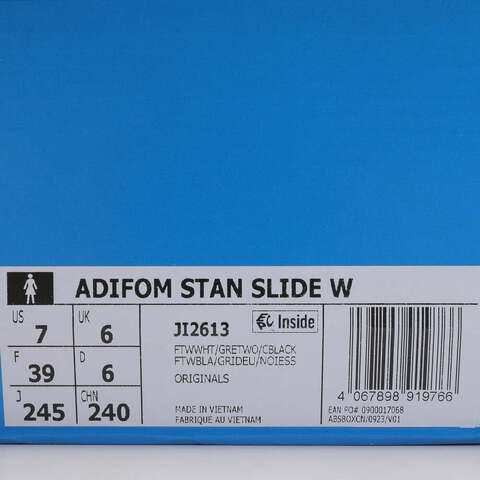 ADIFOM STAN SLIDE W
US 7 UK 6
F 39 D 6
J 245 CHN 240
JI2613
Inside
FTWWHT/GRETWO/CBLACK
FTWBLA/GRIDEU/NOIESS
ORIGINALS
MADE IN VIETNAM
FABRIQUE AU VIETNAM
4 067898 919766
EAN PO# 0900017068
ABSBOXCN/0923/V01